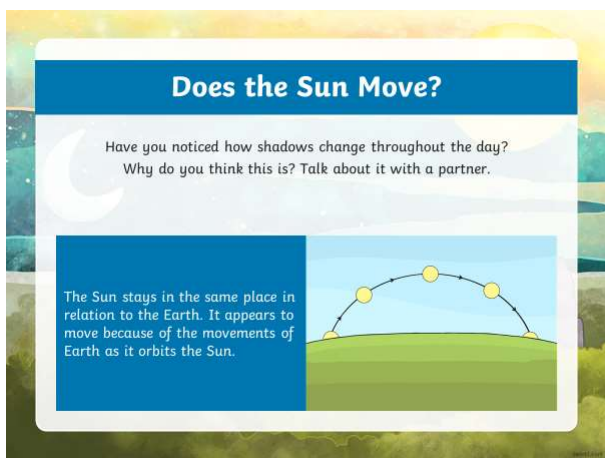 Does the Sun Move?
Have you noticed how shadows change throughout the day?
Why do you think this is? Talk about it with a partner.
The Sun stays in the same place in
relation to the Earth. It appears to
move because of the movements of
Earth as it orbits the Sun.